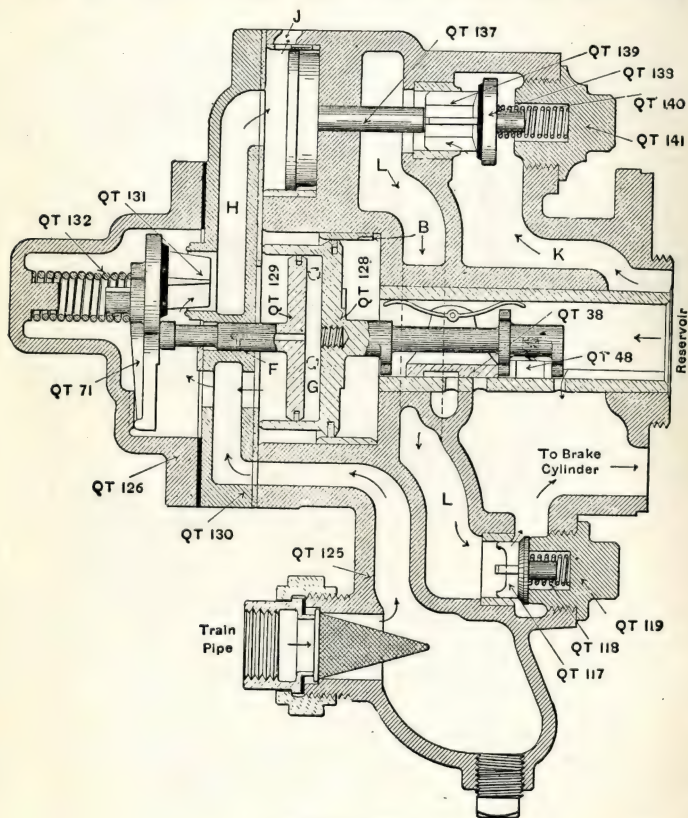 J
QT 137
QT 139
QT 133
QT 140
QT 141
QT 131
QT 132
H
L
B
K
QT 129
QT 128
QT 38
QT 48
Reservoir
F
G
QT 71
To Brake
Cylinder
QT 126
L
QT 130
QT 125
Train
Pipe
QT 119
QT 118
QT 117